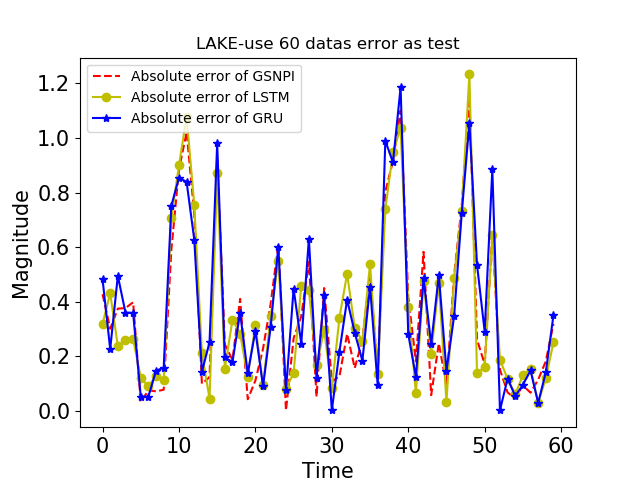 LAKE-use 60 datas error as test
Absolute error of GSNPI
Absolute error of LSTM
Absolute error of GRU
Magnitude
1.2
1.0
0.8
0.6
0.4
0.2
0.0
0 10 20 30 40 50 60
Time